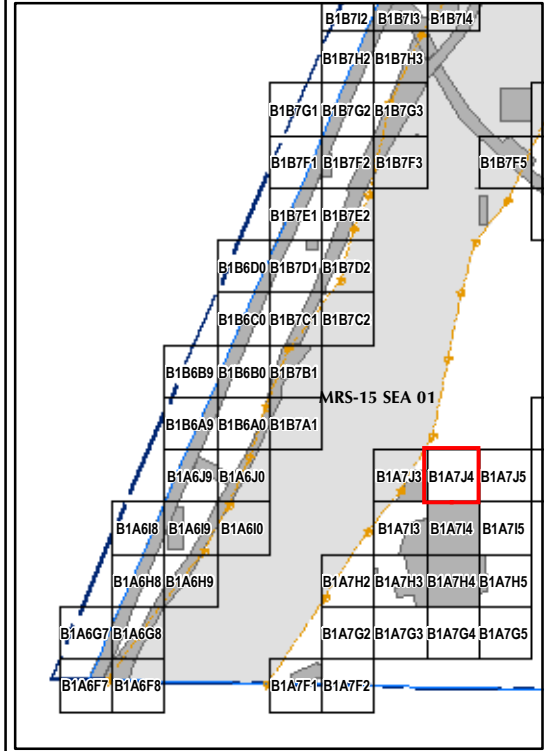 B1B7I2 B1B7I3 B1B7I4
B1B7H2 B1B7H3
B1B7G1 B1B7G2 B1B7G3
B1B7F1 B1B7F2 B1B7F3 B1B7F5
B1B7E1 B1B7E2
B1B6D0 B1B7D1 B1B7D2
B1B6C0 B1B7C1 B1B7C2
B1B6B9 B1B6B0 B1B7B1
MRS-15 SEA 01
B1B6A9 B1B6A0 B1B7A1
B1A6J9 B1A6J0 B1A7J3 B1A7J4 B1A7J5
B1A6I8 B1A6I9 B1A6I0 B1A7I3 B1A7I4 B1A7I5
B1A6H8 B1A6H9 B1A7H2 B1A7H3 B1A7H4 B1A7H5
B1A6G7 B1A6G8 B1A7G2 B1A7G3 B1A7G4 B1A7G5
B1A6F7 B1A6F8 B1A7F1 B1A7F2